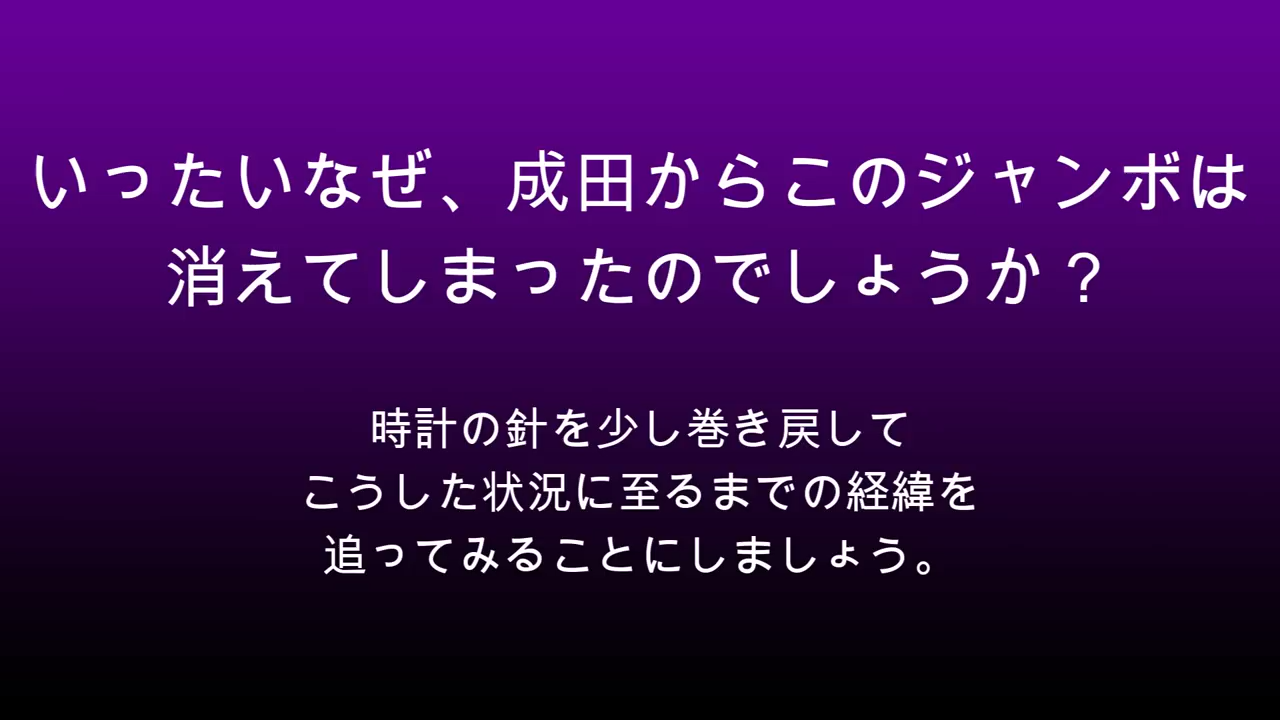 いったいなぜ、成田からこのジャンボは
消えてしまったのでしょうか？
時計の針を少し巻き戻して
こうした状況に至るまでの経緯を
追ってみることにしましょう。